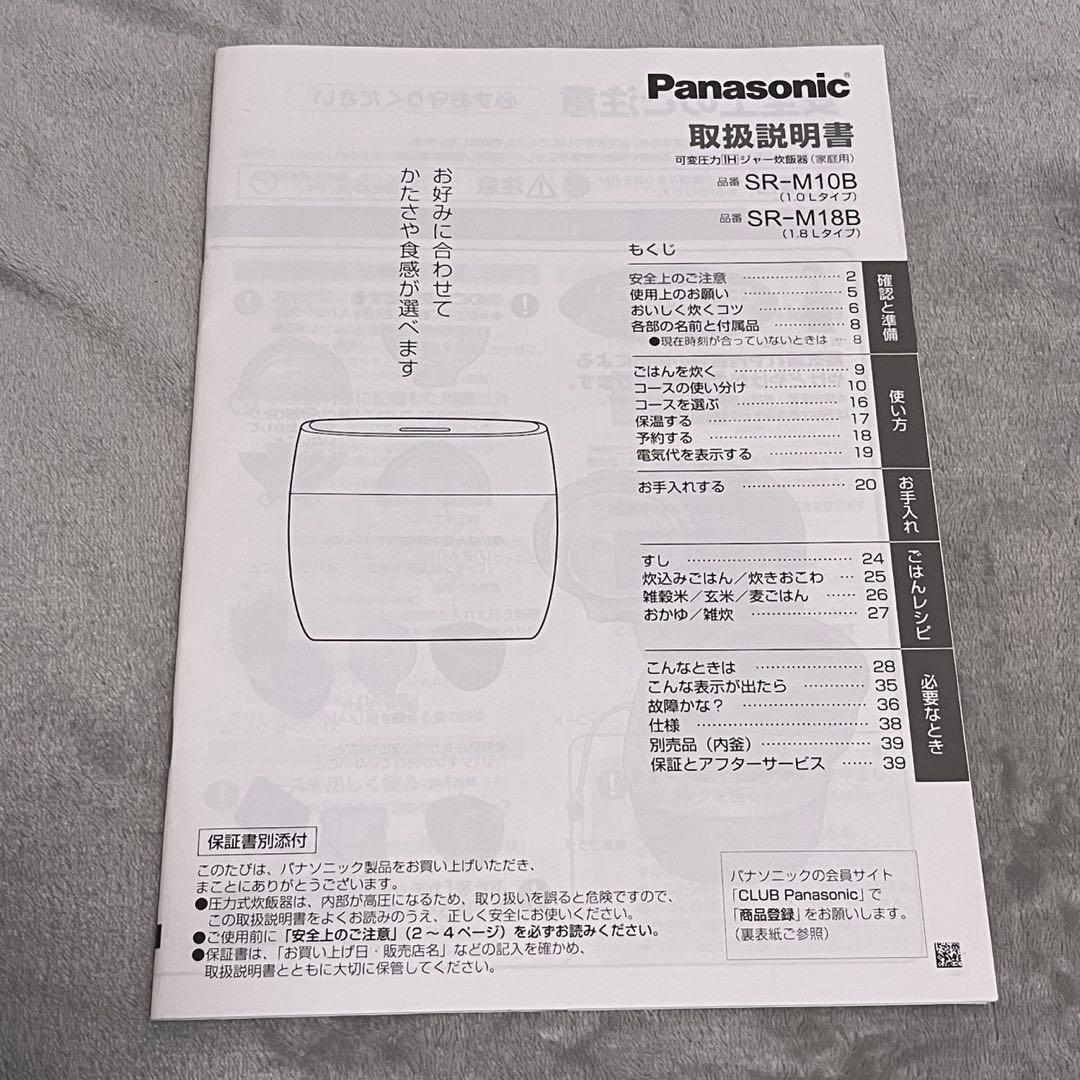 Panasonic®
取扱説明書
可変圧力IHジャー炊飯器(家庭用)
品番 SR-M10B
(1.0Lタイプ)
品番 SR-M18B
(1.8Lタイプ)
お好みに合わせて
かたさや食感が選べます
もくじ
安全上のご注意 ………………… 2
使用上のお願い ………………… 5
おいしく炊くコツ ……………… 6
各部の名前と付属品 …………… 8
●現在時刻が合っていないときは … 8
確認と準備
ごはんを炊く …………………… 9
コースの使い分け ……………… 10
コースを選ぶ …………………… 16
保温する ………………………… 17
予約する ………………………… 18
電気代を表示する ……………… 19
使い方
お手入れする …………………… 20
お手入れ
すし ……………………………… 24
炊込みごはん／炊きおこわ … 25
雑穀米／玄米／麦ごはん …… 26
おかゆ／雑炊 …………………… 27
ごはんレシピ
こんなときは …………………… 28
こんな表示が出たら ………… 35
故障かな？ ……………………… 36
仕様 ……………………………… 38
別売品（内釜）………………… 39
保証とアフターサービス …… 39
必要なとき
保証書別添付
このたびは、パナソニック製品をお買い上げいただき、
まことにありがとうございます。
●圧力式炊飯器は、内部が高圧になるため、取り扱いを誤ると危険ですので、
この取扱説明書をよくお読みのうえ、正しく安全にお使いください。
●ご使用前に「安全上のご注意」(2～4ページ)を必ずお読みください。
●保証書は、「お買い上げ日・販売店名」などの記入を確かめ、
取扱説明書とともに大切に保管してください。
パナソニックの会員サイト
「CLUB Panasonic」で
「商品登録」をお願いします。
(裏表紙ご参照)